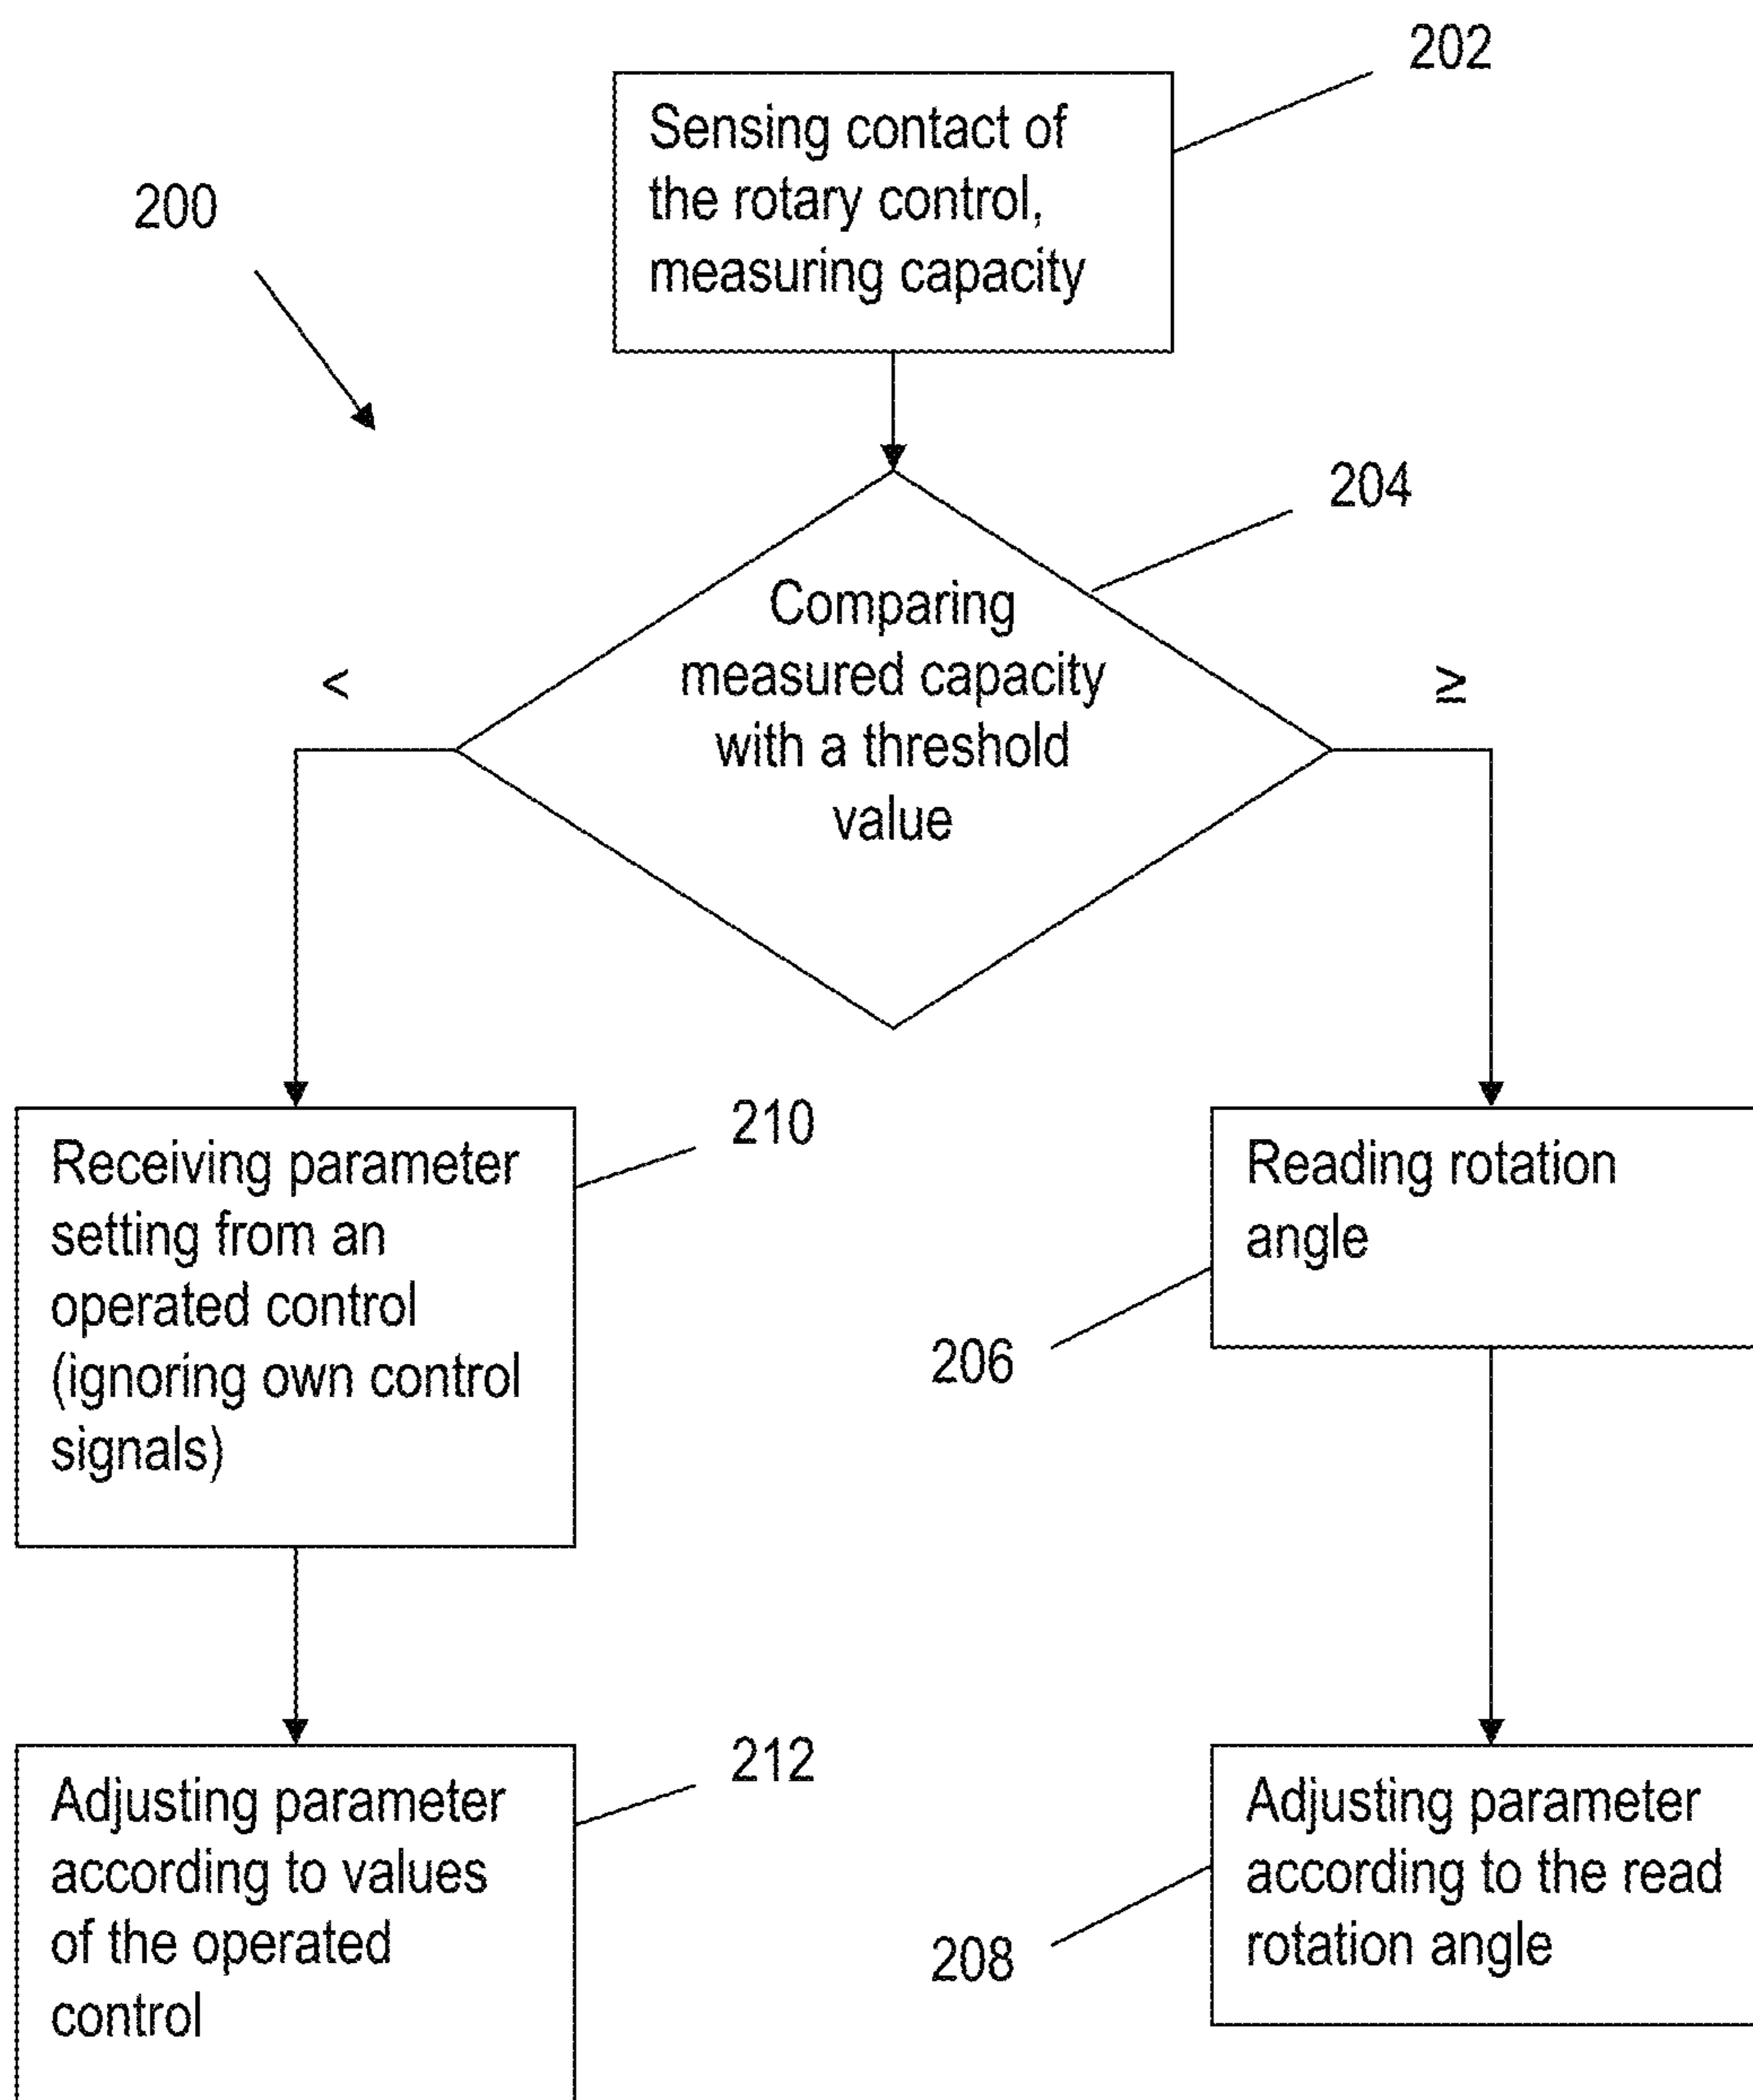 202
Sensing contact of
the rotary control,
measuring capacity
200
204
Comparing
measured capacity
with a threshold
value
<
≥
210
Receiving parameter
setting from an
operated control
(ignoring own control
signals)
Reading rotation
angle
206
212
Adjusting parameter
according to values
of the operated
control
Adjusting parameter
according to the read
rotation angle
208